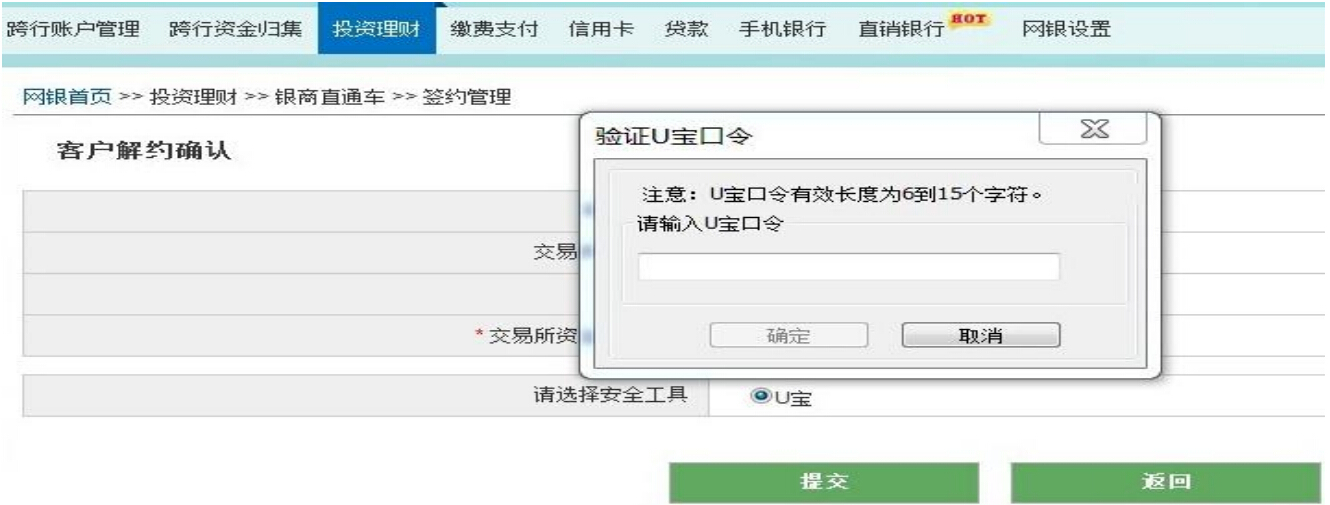 跨行账户管理 跨行资金归集 投资理财 缴费支付 信用卡 贷款 手机银行 直销银行 HOT 网银设置
网银首页 >> 投资理财 >> 银商直通车 >> 签约管理
客户解约确认
验证U宝口令
注意：U宝口令有效长度为6到15个字符。
请输入U宝口令
交易
*交易所资
确定 取消
请选择安全工具 U宝
提交 返回